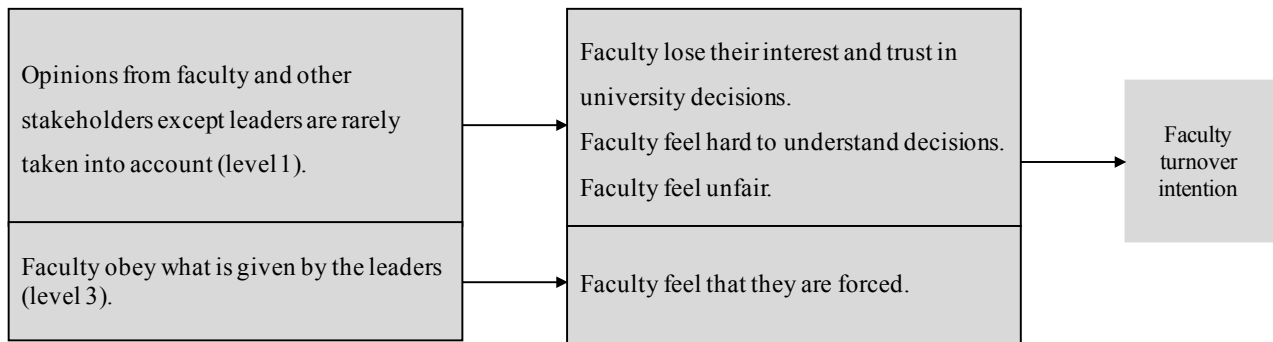 Opinions from faculty and other
stakeholders except leaders are rarely
taken into account (level 1).
Faculty obey what is given by the leaders
(level 3).
Faculty lose their interest and trust in
university decisions.
Faculty feel hard to understand decisions.
Faculty feel unfair.
Faculty feel that they are forced.
Faculty
turnover
intention